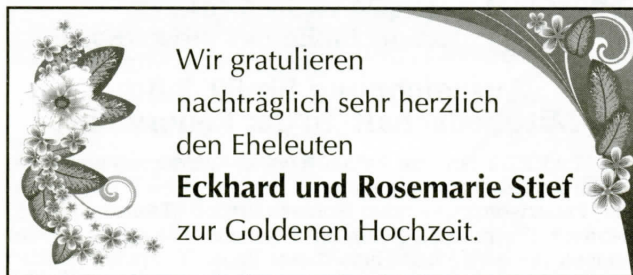 Wir gratulieren
nachträglich sehr herzlich
den Eheleuten
Eckhard und Rosemarie Stief
zur Goldenen Hochzeit.